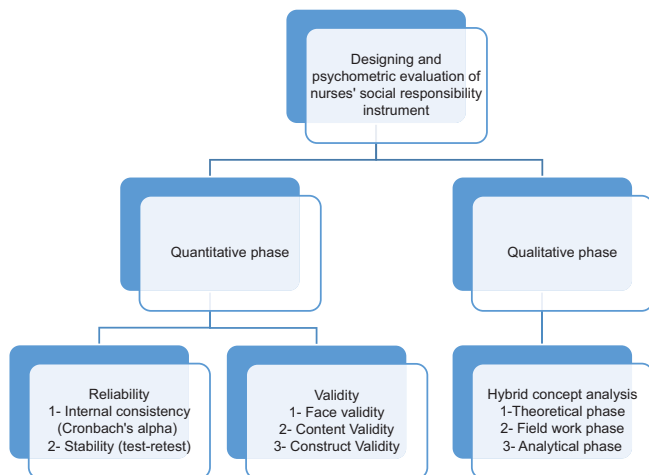 Designing and
psychometric evaluation of
nurses' social responsibility
instrument
Quantitative phase
Qualitative phase
Reliability
1- Internal consistency
(Cronbach's alpha)
2- Stability (test-retest)
Validity
1- Face validity
2- Content Validity
3- Construct Validity
Hybrid concept analysis
1-Theoretical phase
2- Field work phase
3- Analytical phase